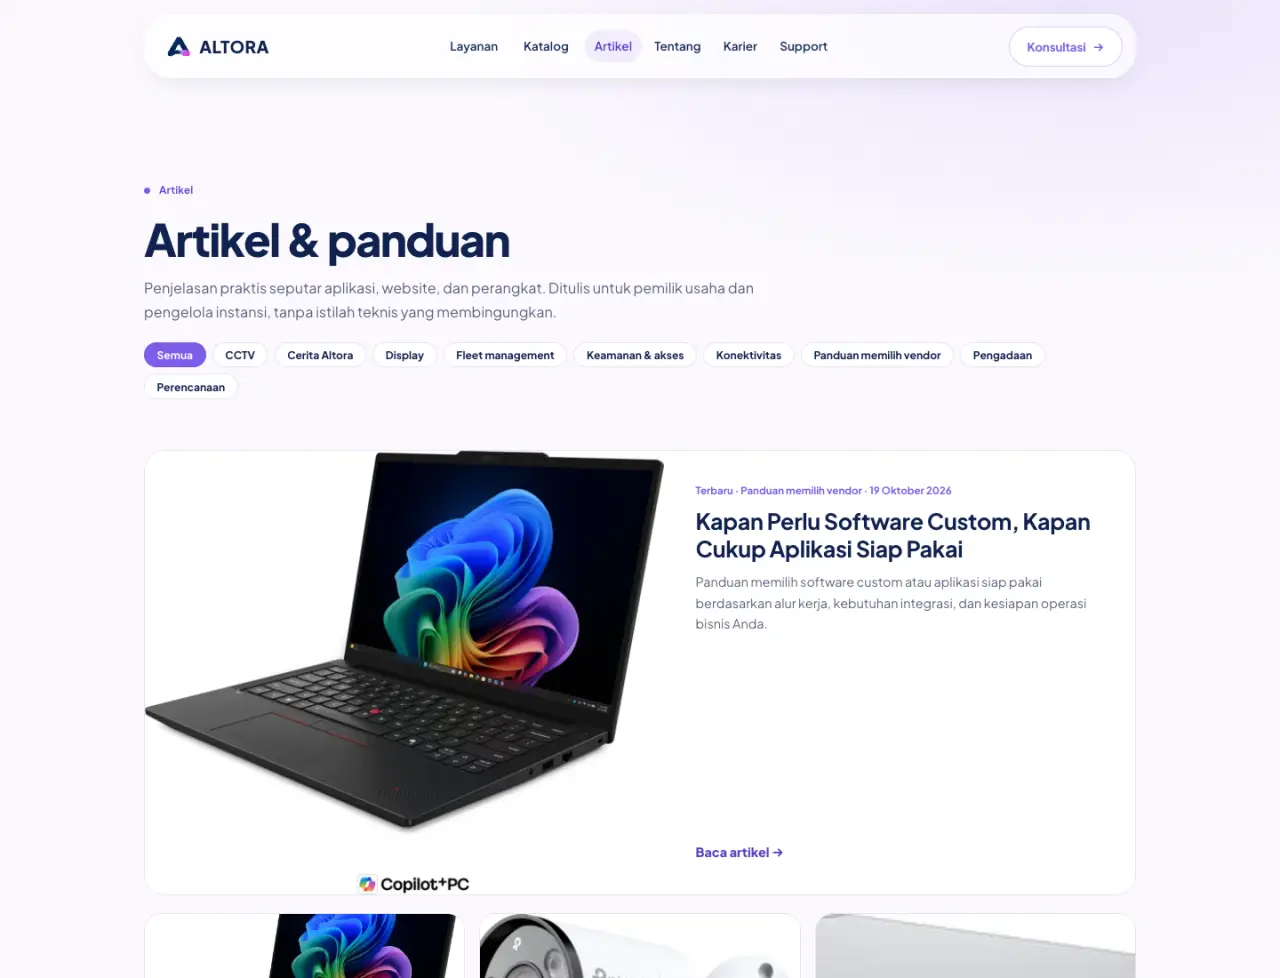 ALTORA
Layanan
Katalog
Artikel
Tentang
Karier
Support
Konsultasi →
Artikel
Artikel & panduan
Penjelasan praktis seputar aplikasi, website, dan perangkat. Ditulis untuk pemilik usaha dan
pengelola instansi, tanpa istilah teknis yang membingungkan.
Semua
CCTV
Cerita Altora
Display
Fleet management
Keamanan & akses
Konektivitas
Panduan memilih vendor
Pengadaan
Perencanaan
Terbaru · Panduan memilih vendor · 19 Oktober 2026
Kapan Perlu Software Custom, Kapan
Cukup Aplikasi Siap Pakai
Panduan memilih software custom atau aplikasi siap pakai
berdasarkan alur kerja, kebutuhan integrasi, dan kesiapan operasi
bisnis Anda.
Baca artikel →
Copilot+PC